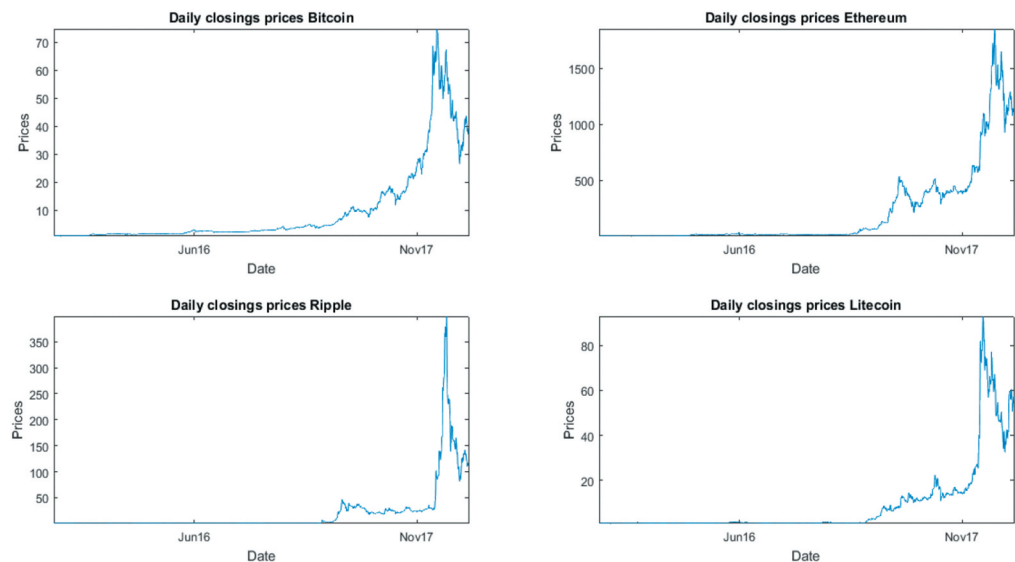 Daily closings prices Bitcoin
70
60
50
40
30
20
10
Prices
Jun16
Nov17
Date
Daily closings prices Ethereum
1500
1000
500
Prices
Jun16
Nov17
Date
Daily closings prices Ripple
350
300
250
200
150
100
50
Prices
Jun16
Nov17
Date
Daily closings prices Litecoin
80
60
40
20
Prices
Jun16
Nov17
Date